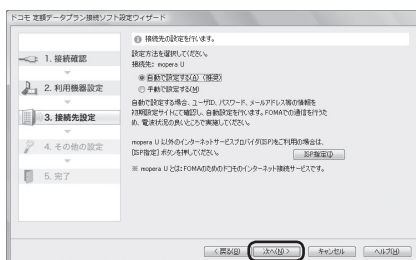 ドコモ 定額データプラン接続ソフト設定ウィザード
1. 接続確認
2. 利用機器設定
3. 接続先設定
4. その他の設定
5. 完了
接続先の設定を行います。
設定方法を選択してください。
接続先: mopera U
自動で設定する(A) (推奨)
手動で設定する(M)
自動で設定する場合、ユーザID、パスワード、メールアドレス等の情報を
初期設定サイトにて確認し、自動設定を行います。FOMAでの通信を行うた
め、電波状況の良いところで実施してください。
mopera U 以外のインターネットサービスプロバイダ(ISP)をご利用の場合は、
[ISP指定] ボタンを押してください。
ISP指定(I)
※ mopera U とは: FOMAのためのドコモのインターネット接続サービスです。
< 戻る(B)
次へ(N) >
キャンセル
ヘルプ(H)